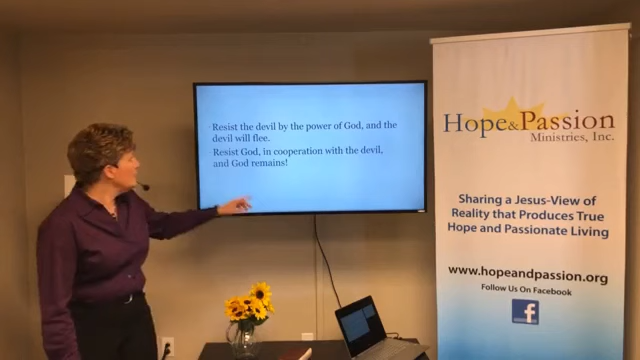 Resist the devil by the power of God, and the
devil will flee.
Resist God, in cooperation with the devil,
and God remains!
Hope&Passion
Ministries, Inc.
Sharing a Jesus-View of
Reality that Produces True
Hope and Passionate Living
www.hopeandpassion.org
Follow Us On Facebook
f